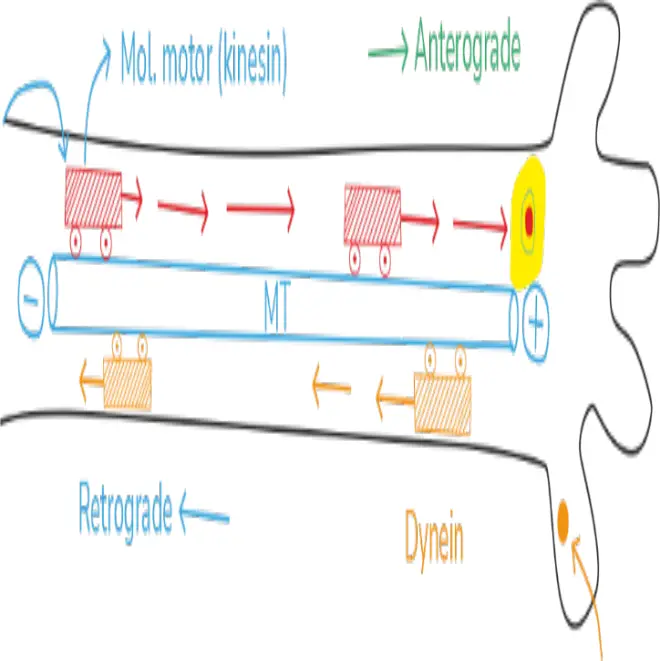 Mol. motor (kinesin)
Anterograde
MT
-
+
Retrograde
Dynein